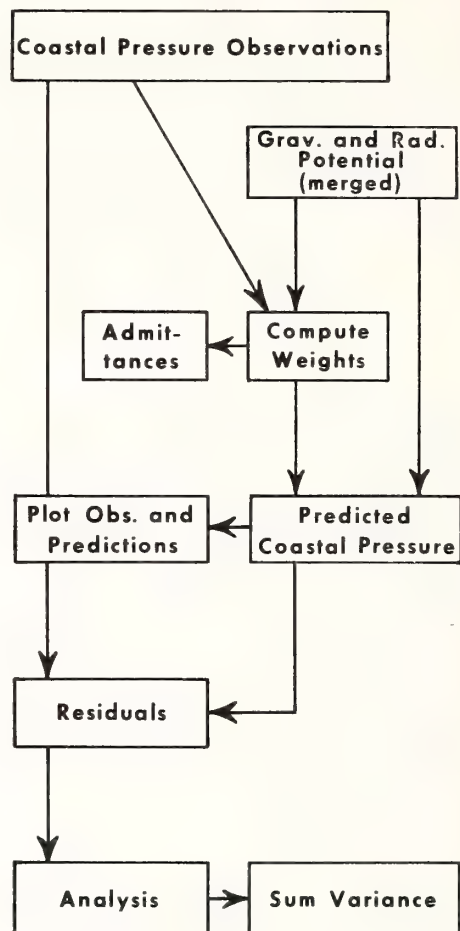 Coastal Pressure Observations
Grav. and Rad.
Potential
(merged)
Admit-
tances
Compute
Weights
Plot Obs. and
Predictions
Predicted
Coastal Pressure
Residuals
Analysis
Sum Variance